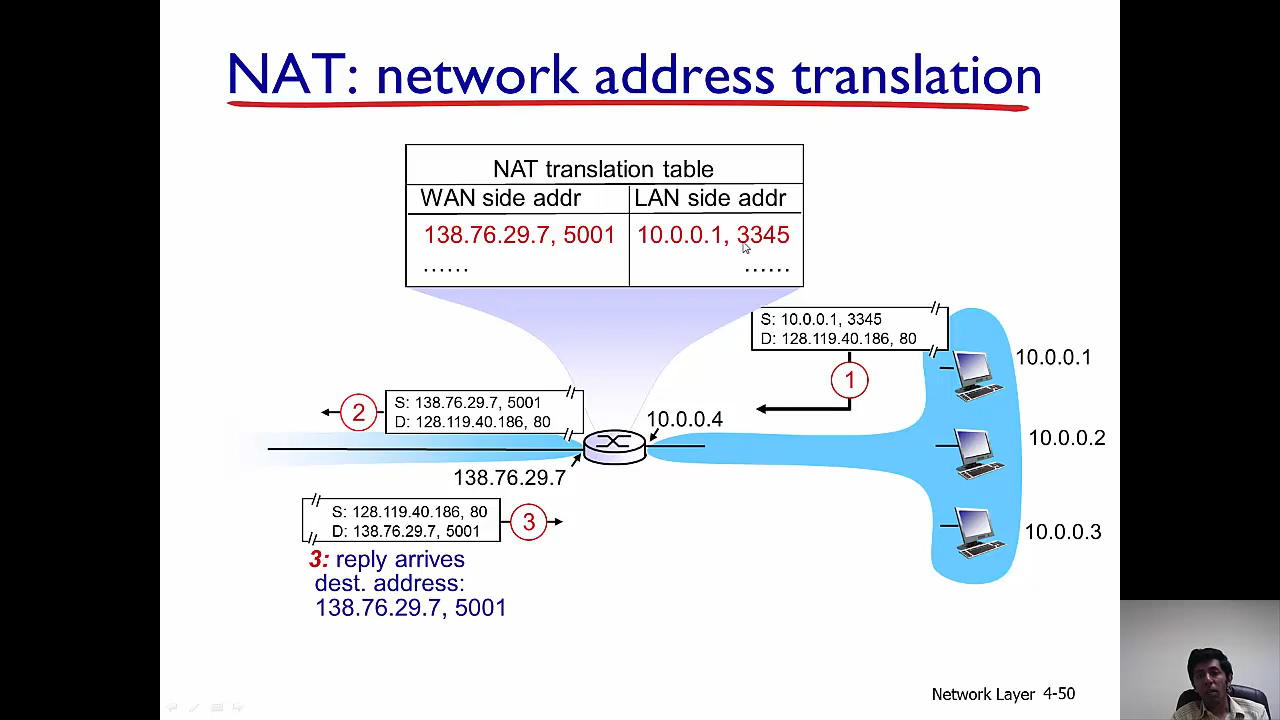 NAT: network address translation
NAT translation table
WAN side addr
LAN side addr
138.76.29.7, 5001
10.0.0.1, 3345
......
......
S: 10.0.0.1, 3345
D: 128.119.40.186, 80
1
10.0.0.1
2
S: 138.76.29.7, 5001
D: 128.119.40.186, 80
10.0.0.4
10.0.0.2
138.76.29.7
S: 128.119.40.186, 80
D: 138.76.29.7, 5001
3
10.0.0.3
3: reply arrives
dest. address:
138.76.29.7, 5001
Network Layer 4-50